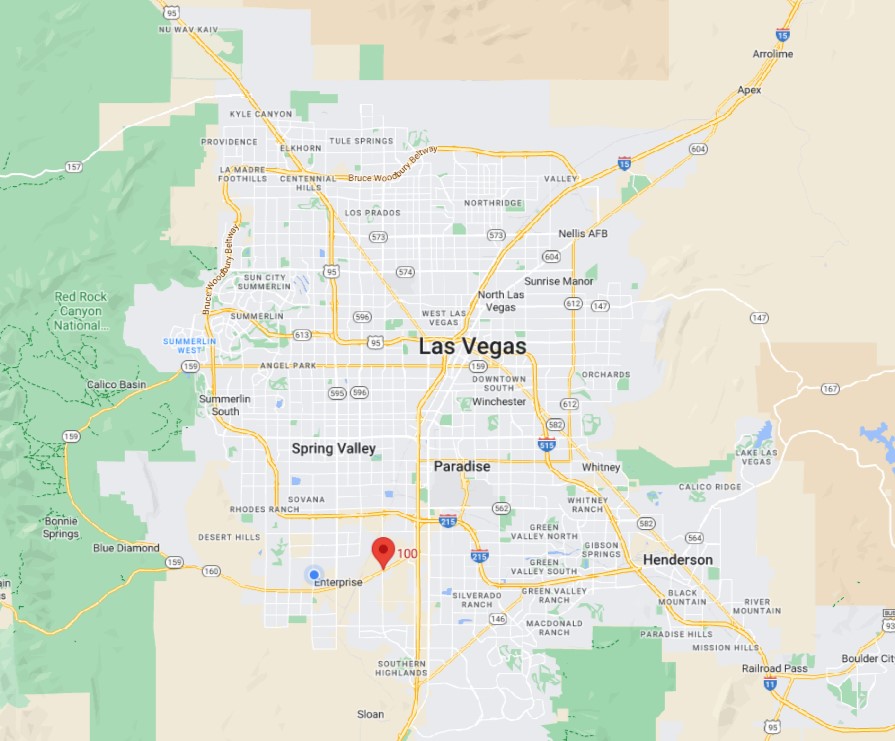 95
NU WAV KAIV
15
Arrolime
Apex
KYLE CANYON
PROVIDENCE
TULE SPRINGS
ELKHORN
Bruce Woodbury Beltway
604
15
157
LA MADRE
FOOTHILLS
CENTENNIAL
HILLS
VALLEY
NORTHRIDGE
LOS PRADOS
573
573
Nellis AFB
Bruce Woodbury Beltway
604
95
574
SUN CITY
SUMMERLIN
Sunrise Manor
North Las
Vegas
612
147
Red Rock
Canyon
National...
SUMMERLIN
596
WEST LAS
VEGAS
147
613
95
Las Vegas
SUMMERLIN
WEST
159
ANGEL PARK
159
ORCHARDS
DOWNTOWN
SOUTH
Calico Basin
595
596
167
Summerlin
South
Winchester
612
582
159
Spring Valley
515
Paradise
Whitney
LAKE LAS
VEGAS
CALICO RIDGE
SOVANA
RHODES RANCH
562
WHITNEY
RANCH
215
582
Bonnie
Springs
DESERT HILLS
GREEN
VALLEY NORTH
564
Blue Diamond
100
215
GIBSON
SPRINGS
Henderson
159
160
Enterprise
GREEN
VALLEY SOUTH
SILVERADO
RANCH
GREEN VALLEY
RANCH
BLACK
MOUNTAIN
RIVER
MOUNTAIN
146
MACDONALD
RANCH
PARADISE HILLS
MISSION HILLS
93
SOUTHERN
HIGHLANDS
Railroad Pass
Boulder City
11
Sloan
95